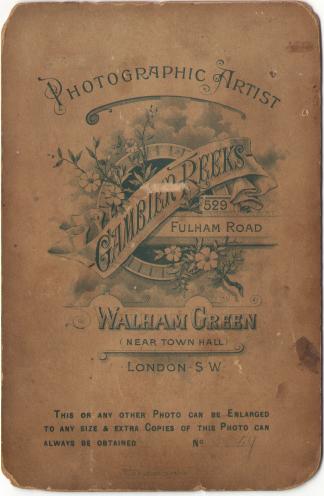 PHOTOGRAPHIC ARTIST
GAMBIER REEKS
529
FULHAM ROAD
WALHAM GREEN
(NEAR TOWN HALL)
LONDON S W
THIS OR ANY OTHER PHOTO CAN BE ENLARGED
TO ANY SIZE & EXTRA COPIES OF THIS PHOTO CAN
ALWAYS BE OBTAINED No